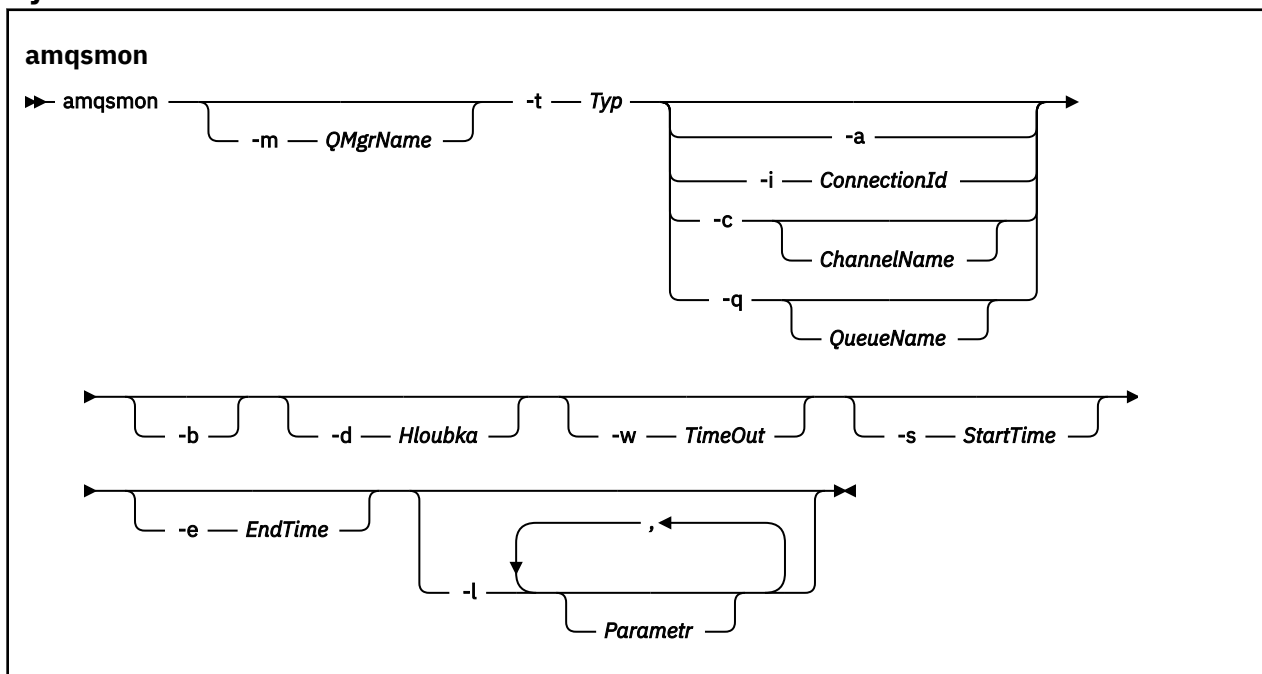 amqsmon
amqsmon -t Typ
-m QMgrName
-a
-i ConnectionId
-c
ChannelName
-q
QueueName
-b -d Hloubka -w TimeOut -s StartTime
-e EndTime
,
-l
Parametr